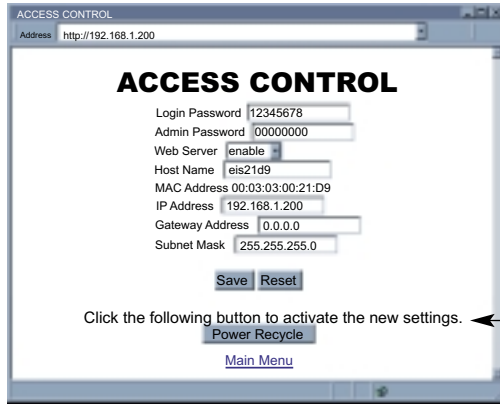 ACCESS CONTROL
Address http://192.168.1.200
ACCESS CONTROL
Login Password 12345678
Admin Password 00000000
Web Server enable
Host Name eis21d9
MAC Address 00:03:03:00:21:D9
IP Address 192.168.1.200
Gateway Address 0.0.0.0
Subnet Mask 255.255.255.0
Save Reset
Click the following button to activate the new settings.
Power Recycle
Main Menu